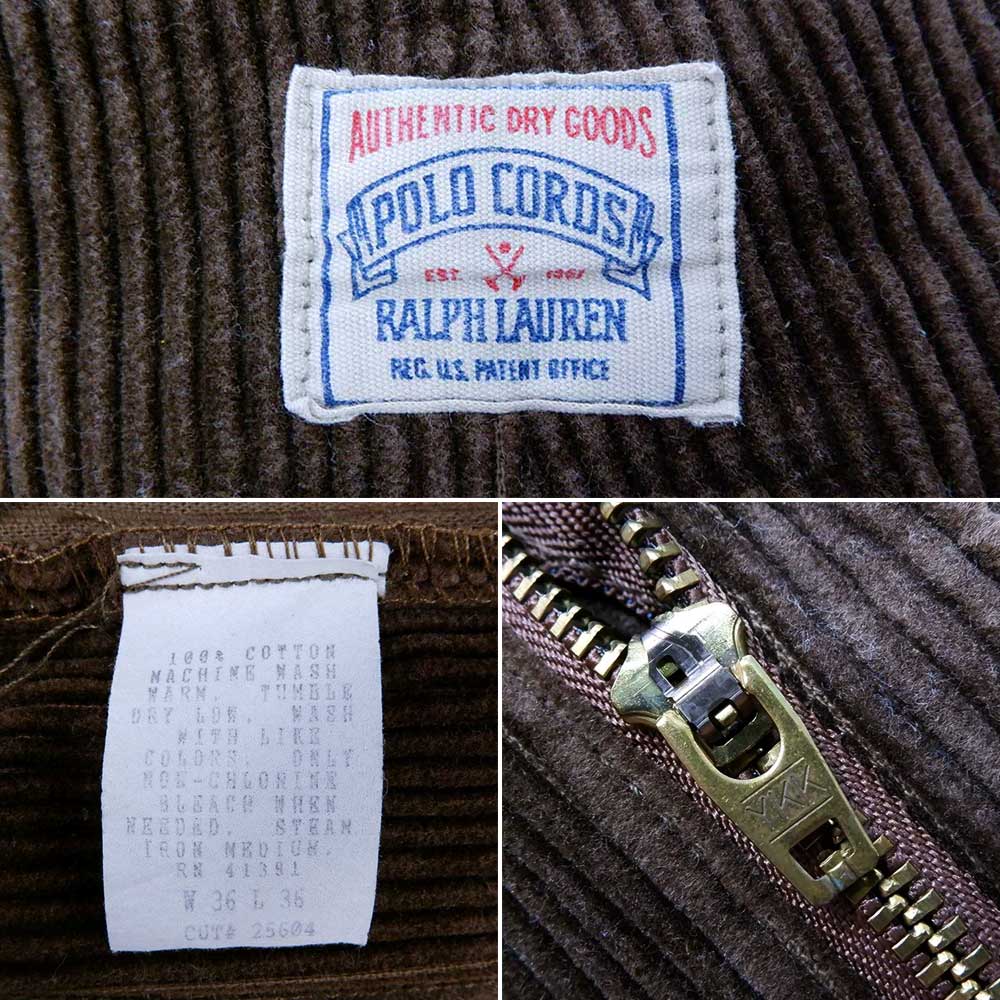 AUTHENTIC DRY GOODS
POLO CORDS
EST. 1967
RALPH LAUREN
REG. U.S. PATENT OFFICE
100% COTTON
MACHINE WASH
WARM. TUMBLE
DRY LOW. WASH
WITH LIKE
COLORS. ONLY
NON-CHLORINE
BLEACH WHEN
NEEDED. STEAM
IRON MEDIUM.
RN 41381
W 36 L 36
CUT# 25604
YKK